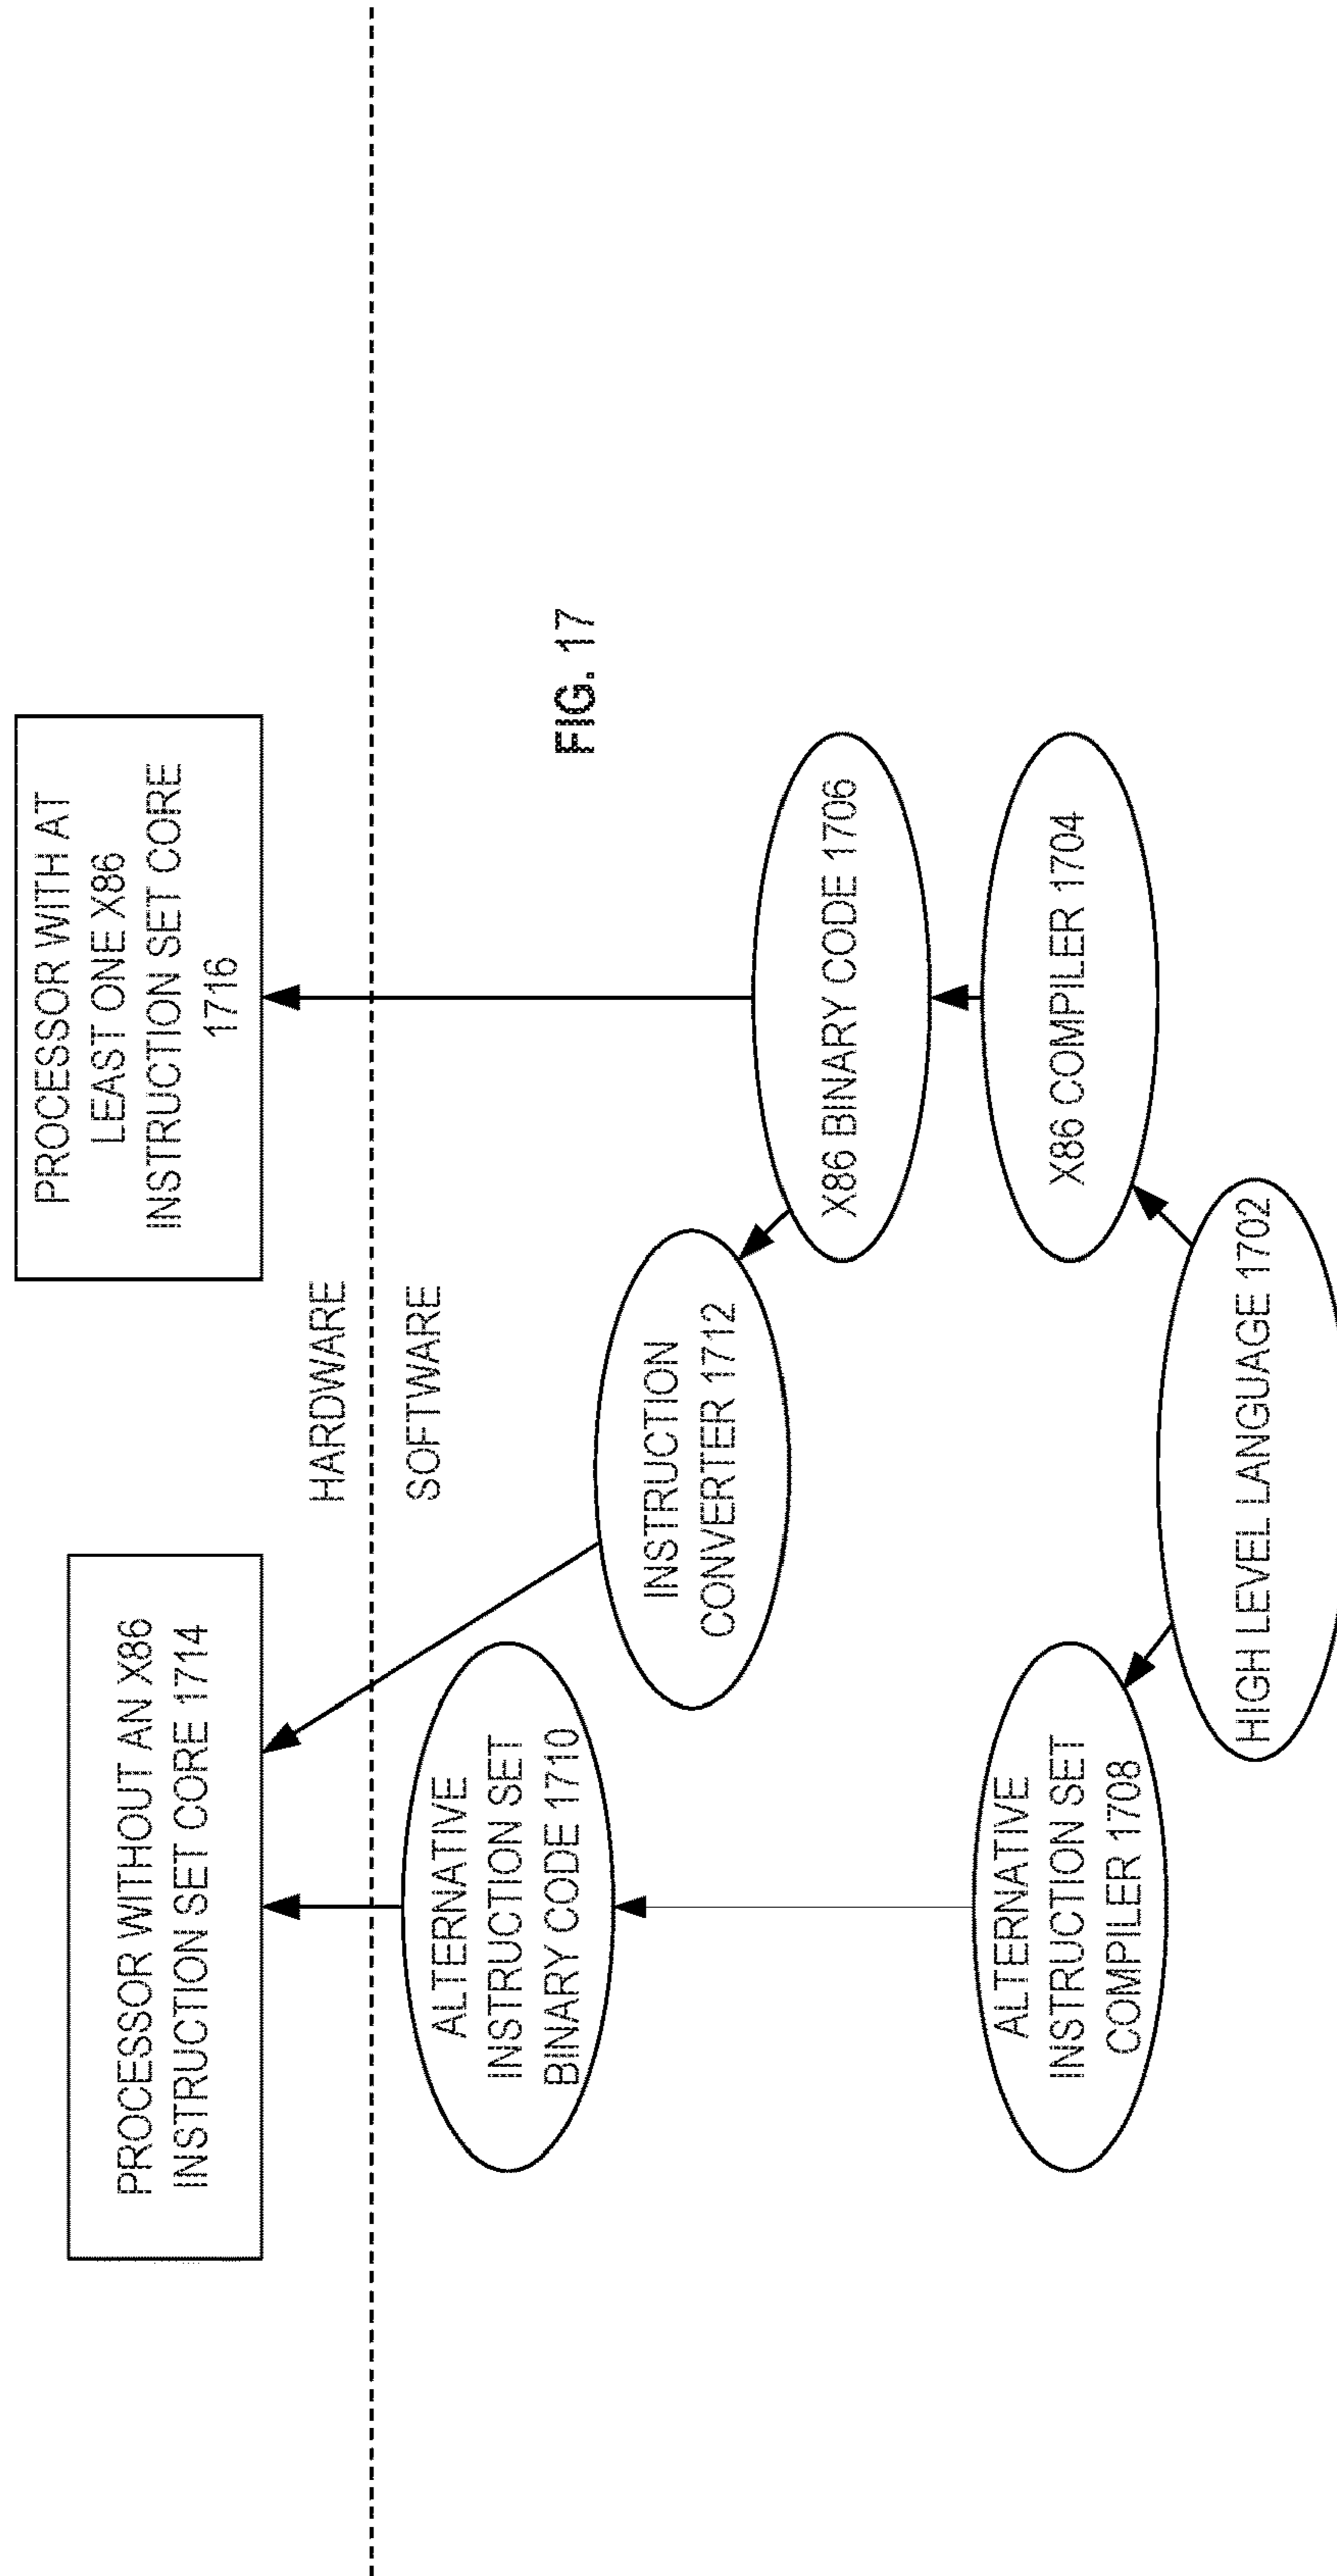 PROCESSOR WITHOUT AN X86
INSTRUCTION SET CORE 1714
PROCESSOR WITH AT
LEAST ONE X86
INSTRUCTION SET CORE
1716
HARDWARE
SOFTWARE
ALTERNATIVE
INSTRUCTION SET
BINARY CODE 1710
INSTRUCTION
CONVERTER 1712
FIG. 17
X86 BINARY CODE 1706
ALTERNATIVE
INSTRUCTION SET
COMPILER 1708
X86 COMPILER 1704
HIGH LEVEL LANGUAGE 1702